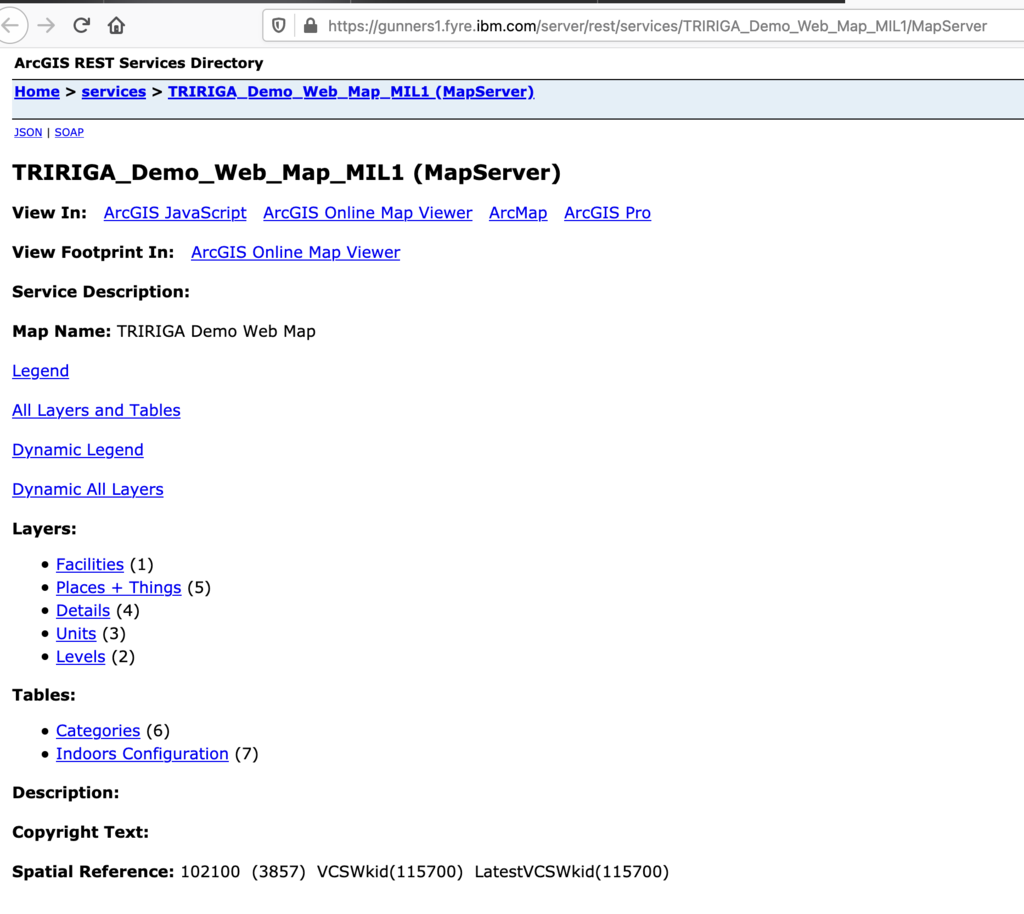 https://gunners1.fyre.ibm.com/server/rest/services/TRIRIGA_Demo_Web_Map_MIL1/MapServer
ArcGIS REST Services Directory
Home > services > TRIRIGA_Demo_Web_Map_MIL1 (MapServer)
JSON | SOAP
TRIRIGA_Demo_Web_Map_MIL1 (MapServer)
View In: ArcGIS JavaScript ArcGIS Online Map Viewer ArcMap ArcGIS Pro
View Footprint In: ArcGIS Online Map Viewer
Service Description:
Map Name: TRIRIGA Demo Web Map
Legend
All Layers and Tables
Dynamic Legend
Dynamic All Layers
Layers:
• Facilities (1)
• Places + Things (5)
• Details (4)
• Units (3)
• Levels (2)
Tables:
• Categories (6)
• Indoors Configuration (7)
Description:
Copyright Text:
Spatial Reference: 102100 (3857) VCSWkid(115700) LatestVCSWkid(115700)